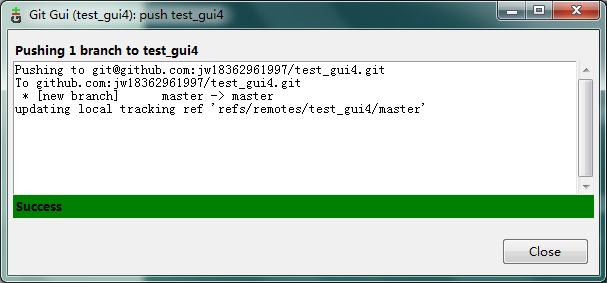 Git Gui (test_gui4): push test_gui4
Pushing 1 branch to test_gui4
Pushing to git@github.com:jw18362961997/test_gui4.git
To github.com:jw18362961997/test_gui4.git
 * [new branch]      master -> master
updating local tracking ref 'refs/remotes/test_gui4/master'
Success
Close